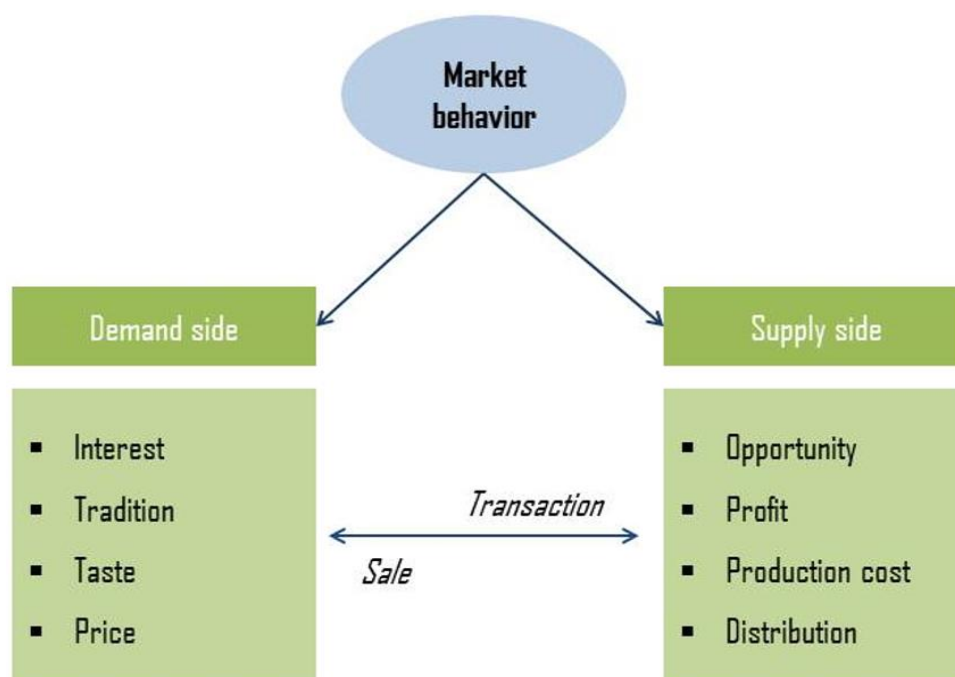 Market
behavior
Demand side
Supply side
Interest
Tradition
Taste
Price
Transaction
Sale
Opportunity
Profit
Production cost
Distribution